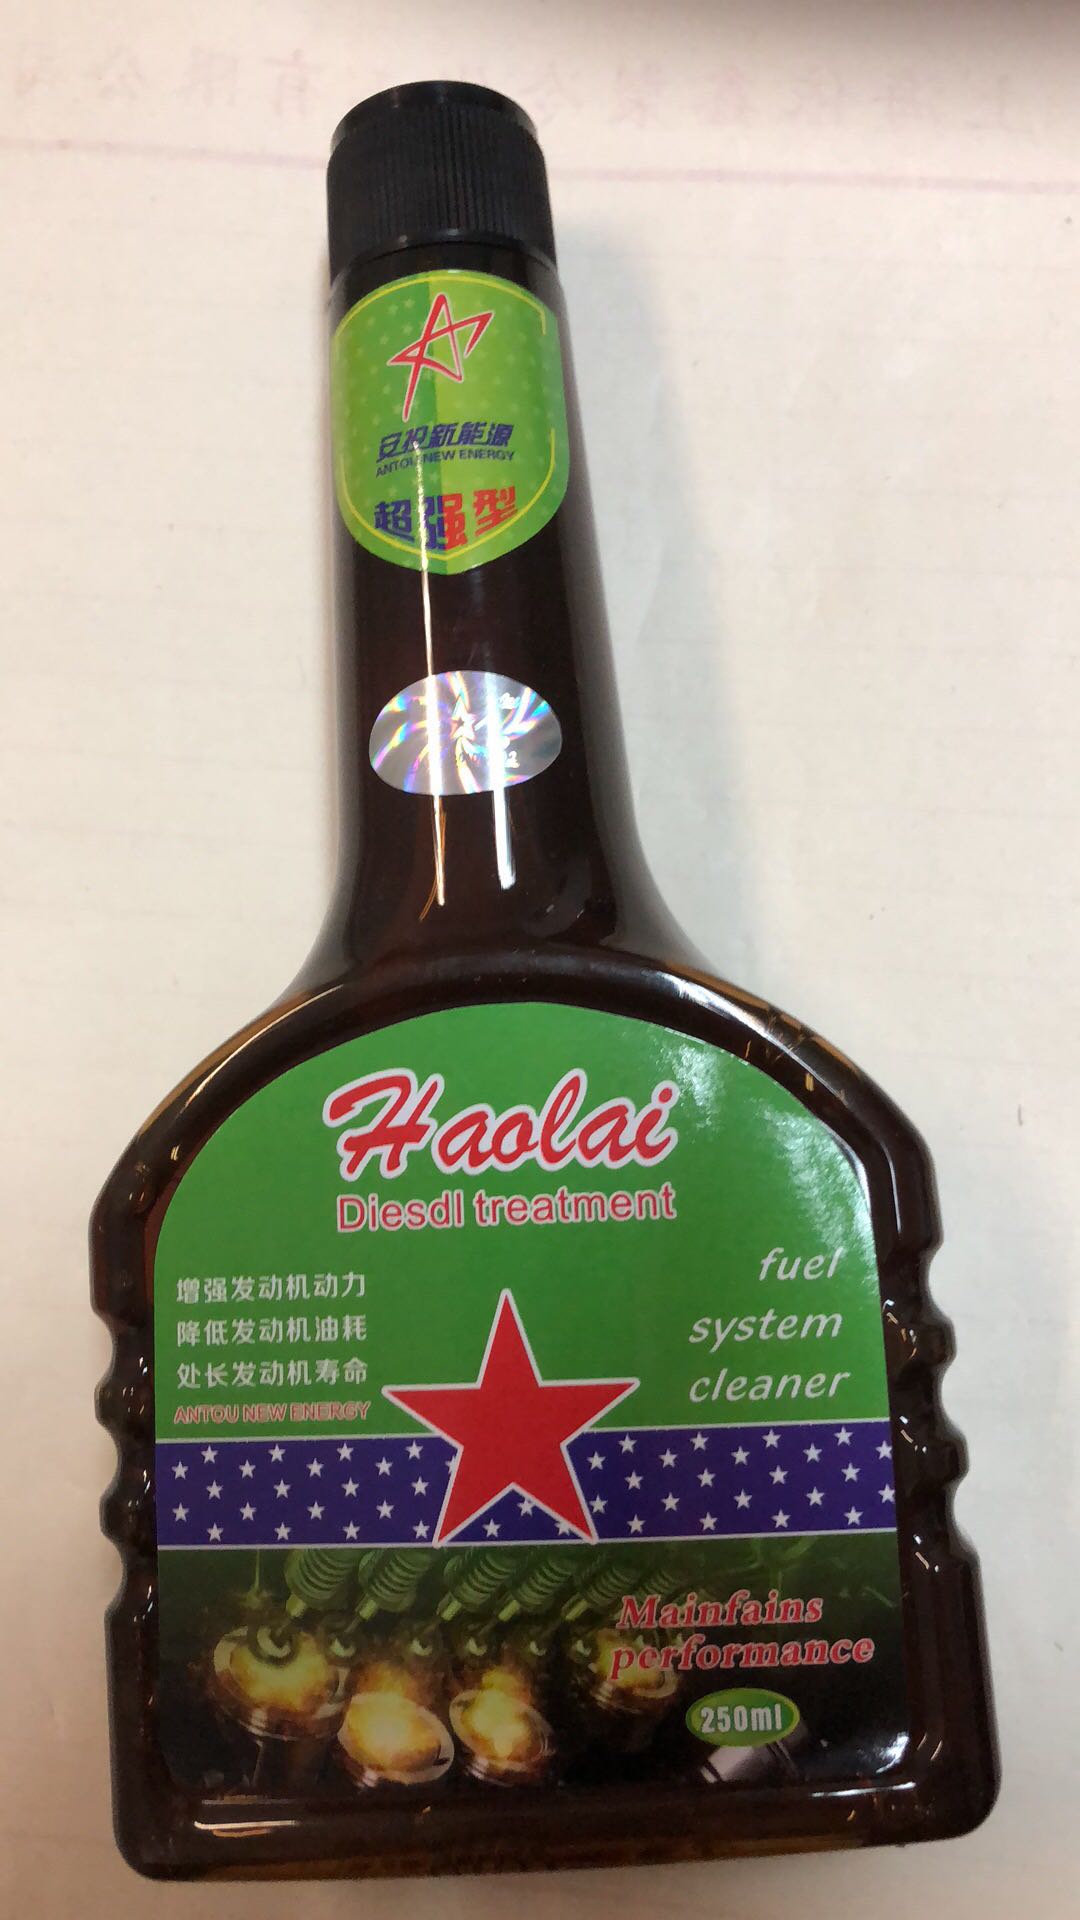 安投新能源
ANTOU NEW ENERGY
超强型
Haolai
Diesdl treatment
增强发动机动力
降低发动机油耗
处长发动机寿命
ANTOU NEW ENERGY
fuel
system
cleaner
Mainfains
performance
250ml